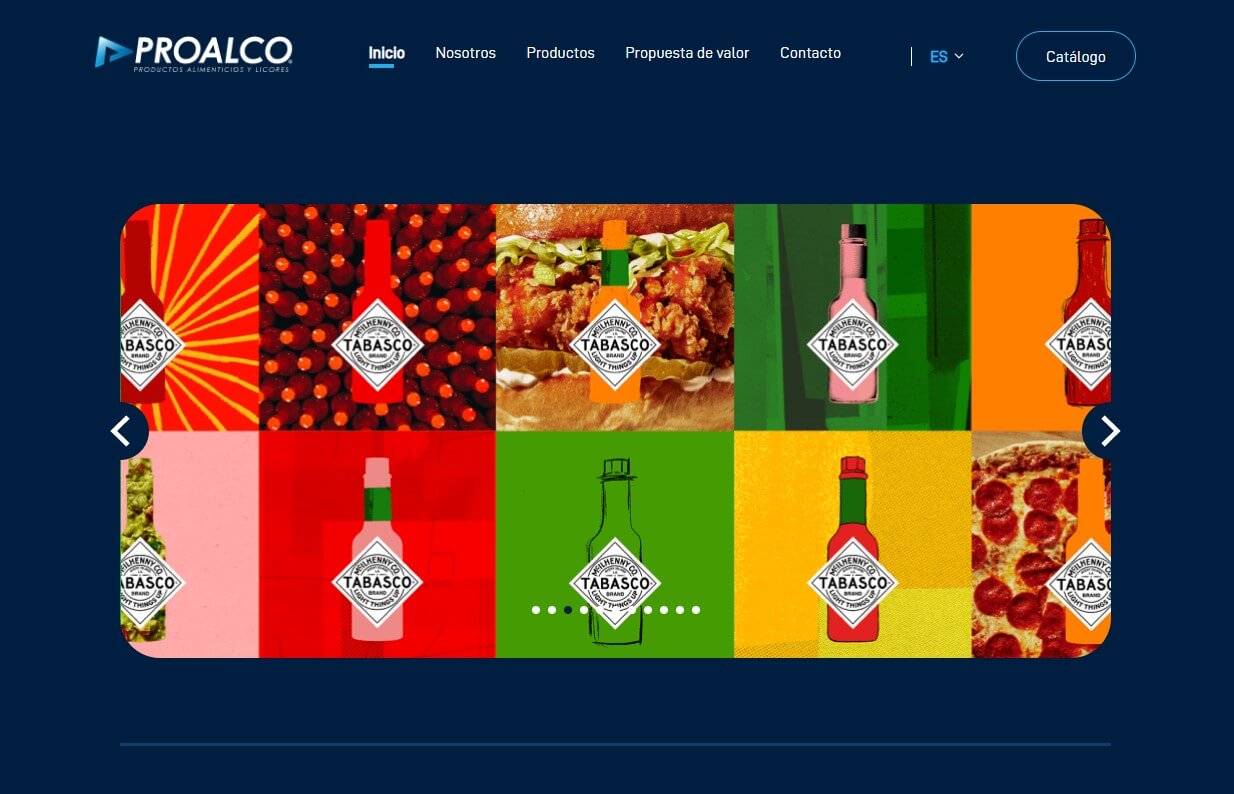 PROALCO®
PRODUCTOS ALIMENTICIOS Y LICORES
Inicio
Nosotros
Productos
Propuesta de valor
Contacto
ES
Catálogo
McILHENNY CO.
TABASCO
BRAND
LIGHT THINGS UP
McILHENNY CO.
TABASCO
BRAND
LIGHT THINGS UP
McILHENNY CO.
TABASCO
BRAND
LIGHT THINGS UP
McILHENNY CO.
TABASCO
BRAND
LIGHT THINGS UP
McILHENNY CO.
TABASC
BRAND
LIGHT THINGS
McILHENNY CO.
TABASCO
BRAND
LIGHT THINGS UP
McILHENNY CO.
TABASCO
BRAND
LIGHT THINGS UP
McILHENNY CO.
TABASCO
BRAND
LIGHT THINGS UP
McILHENNY CO.
TABASCO
BRAND
LIGHT THINGS UP
McILHENNY CO.
TABASC
BRAND
LIGHT THINGS